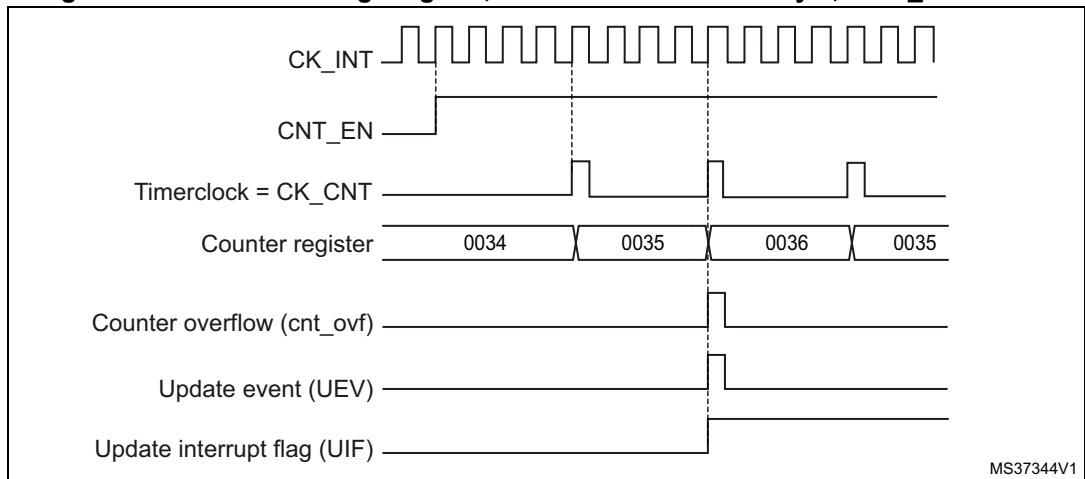 CK_INT
CNT_EN
Timerclock = CK_CNT
Counter register 0034 0035 0036 0035
Counter overflow (cnt_ovf)
Update event (UEV)
Update interrupt flag (UIF)
MS37344V1